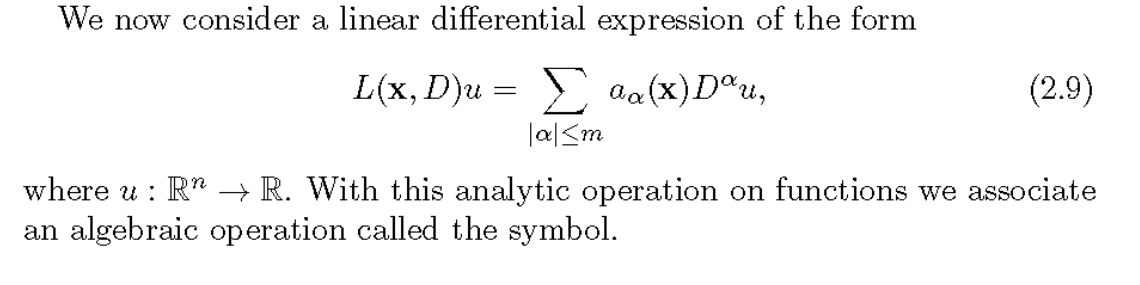 We now consider a linear differential expression of the form
L(x, D)u = ∑ a_α(x)D^α u, (2.9)
|α|≤m
where u : ℝⁿ → ℝ. With this analytic operation on functions we associate
an algebraic operation called the symbol.